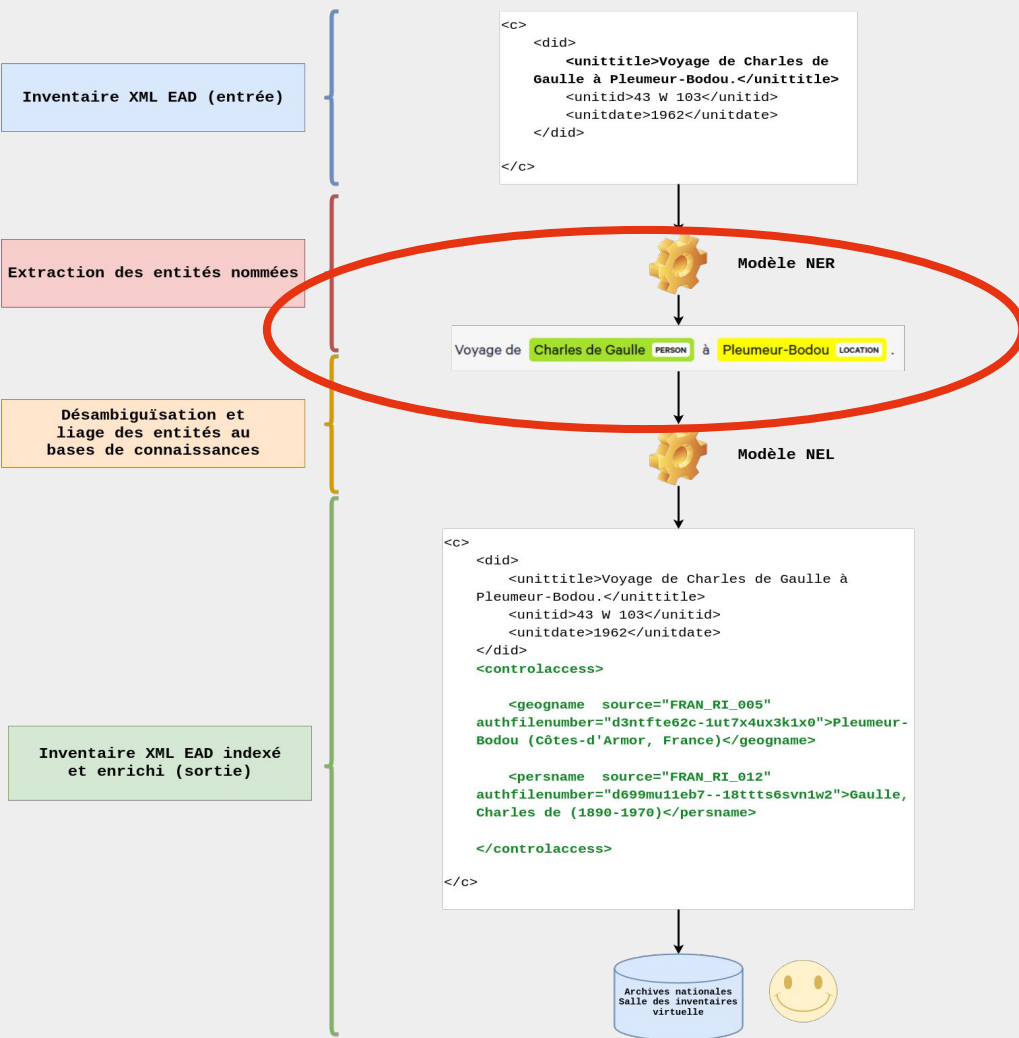 Inventaire XML EAD (entrée)
<c>
<did>
<unittitle>Voyage de Charles de
Gaulle à Pleumeur-Bodou.</unittitle>
<unitid>43 W 103</unitid>
<unitdate>1962</unitdate>
</did>
</c>
Extraction des entités nommées
Modèle NER
Voyage de Charles de Gaulle PERSON à Pleumeur-Bodou LOCATION .
Désambiguïsation et
liage des entités au
bases de connaissances
Modèle NEL
Inventaire XML EAD indexé
et enrichi (sortie)
<c>
<did>
<unittitle>Voyage de Charles de Gaulle à
Pleumeur-Bodou.</unittitle>
<unitid>43 W 103</unitid>
<unitdate>1962</unitdate>
</did>
<controlaccess>
<geogname  source="FRAN_RI_005"
authfilenumber="d3ntfte62c-1ut7x4ux3k1x0">Pleumeur-
Bodou (Côtes-d'Armor, France)</geogname>
<persname  source="FRAN_RI_012"
authfilenumber="d699mu11eb7--18ttts6svn1w2">Gaulle,
Charles de (1890-1970)</persname>
</controlaccess>
</c>
Archives nationales
Salle des inventaires
virtuelle